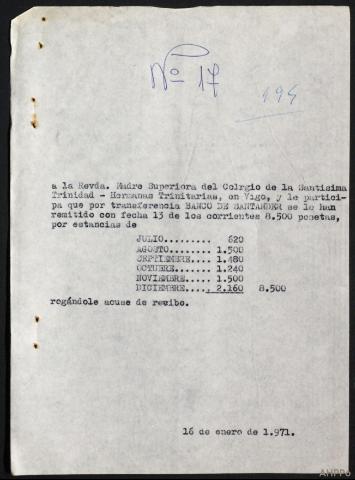 Nº 17
194
a la Revda. Madre Superiora del Colrgio de la Santisima
Trinidad - Hermanas Trinitarias, en Vigo, y le partici-
pa que por transferencia BANCO DE SANTANDER se le han
remitido con fecha 13 de los corrientes 8.500 pesetas,
por estancias de
JULIO......... 620
AGOSTO........ 1.500
SEPTIEMBRE.... 1.480
OCTUBRE....... 1.240
NOVIEMBRE..... 1.500
DICIEMBRE..... 2.160 8.500
rogándole acuse de recibo.
16 de enero de 1.971.
AHPPO